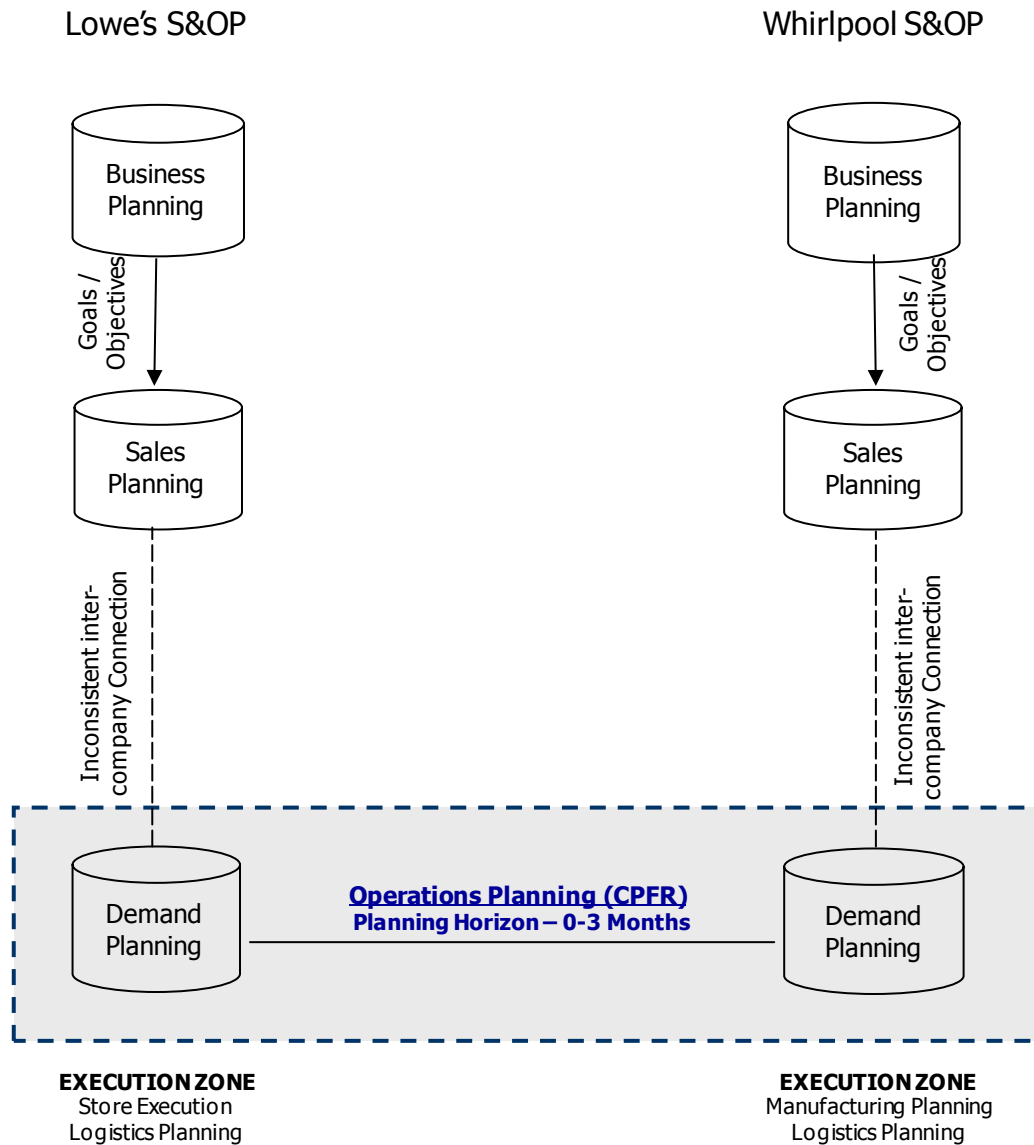 Lowe's S&OP
Whirlpool S&OP
Business
Planning
Business
Planning
Goals /
Objectives
Goals /
Objectives
Sales
Planning
Sales
Planning
Inconsistent inter-
company Connection
Inconsistent inter-
company Connection
Demand
Planning
Operations Planning (CPFR)
Planning Horizon – 0-3 Months
Demand
Planning
EXECUTION ZONE
Store Execution
Logistics Planning
EXECUTION ZONE
Manufacturing Planning
Logistics Planning